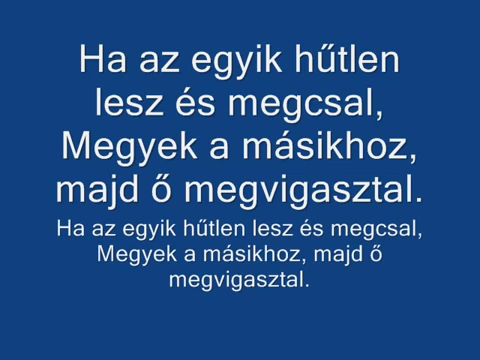 Ha az egyik hűtlen
lesz és megcsal,
Megyek a másikhoz,
majd ő megvigasztal.
Ha az egyik hűtlen lesz és megcsal,
Megyek a másikhoz, majd ő
megvigasztal.